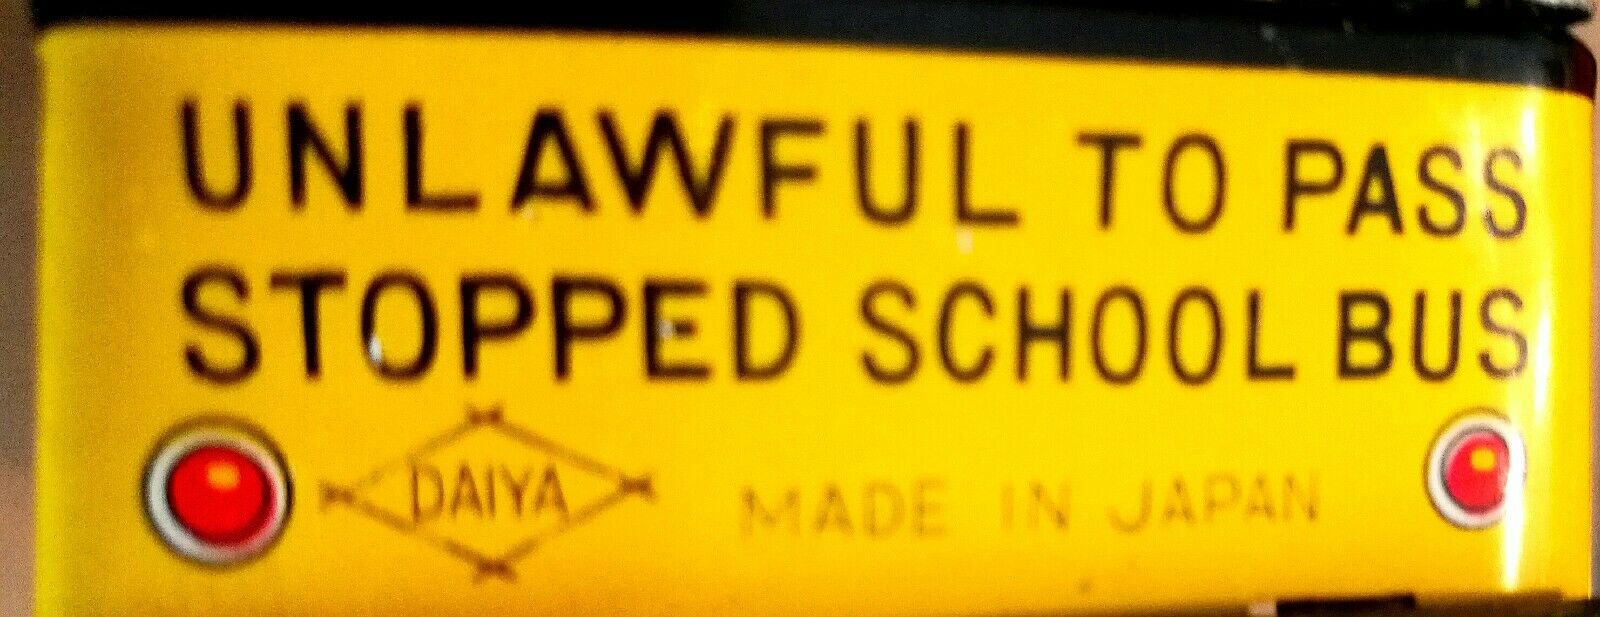 UNLAWFUL TO PASS
STOPPED SCHOOL BUS
DAIYA MADE IN JAPAN